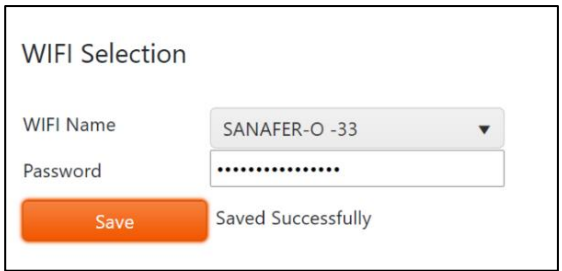 WIFI Selection
WIFI Name SANAFER-O -33
Password ••••••••••••••••
Save Saved Successfully